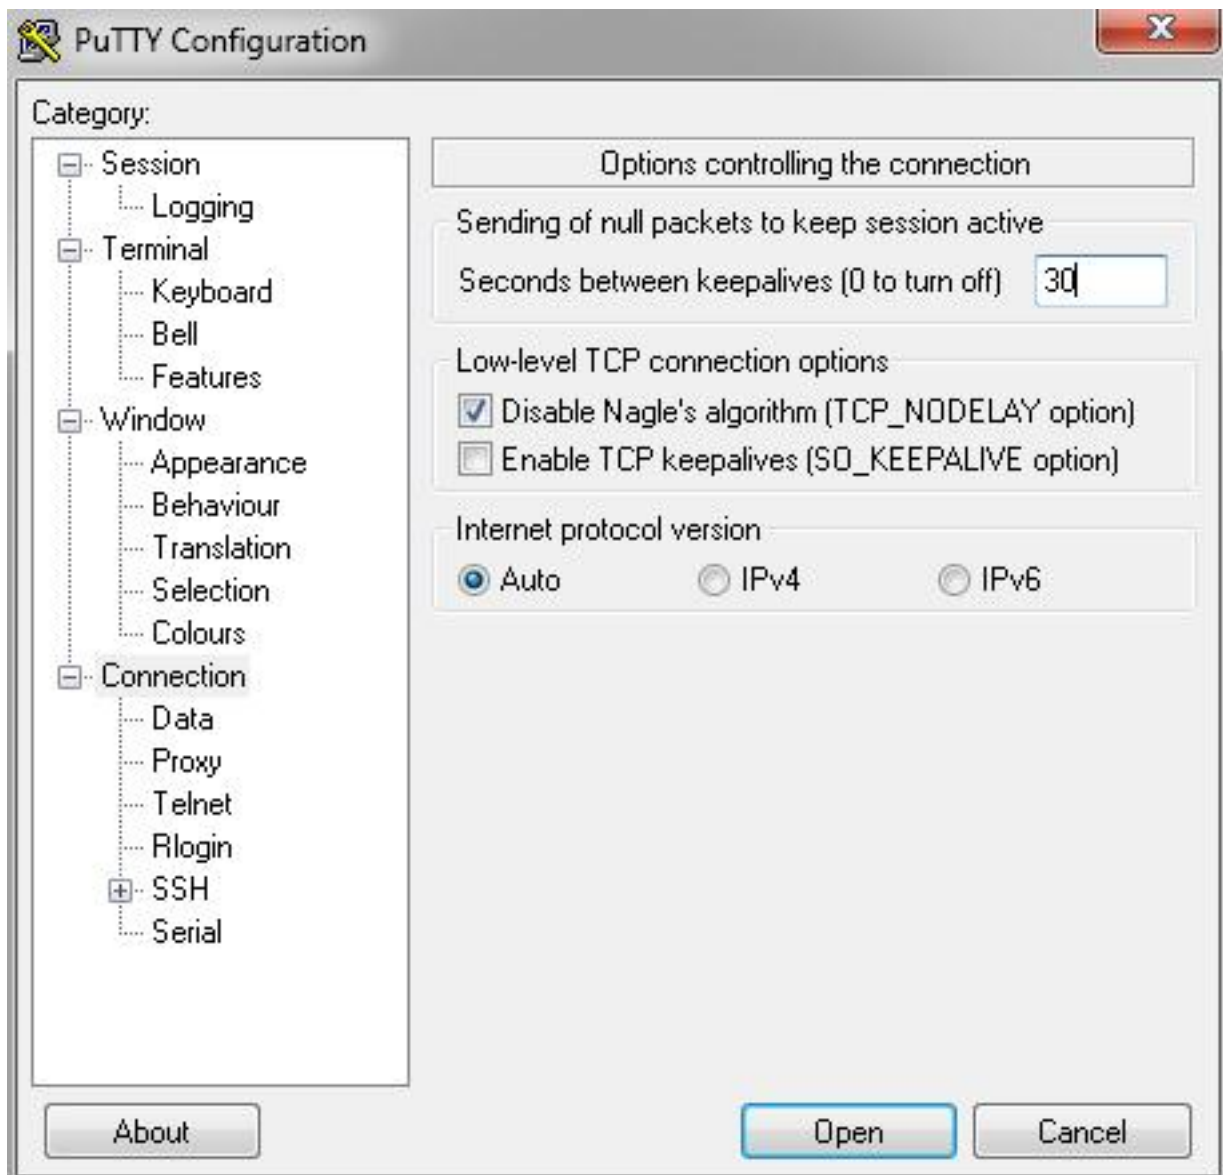 PuTTY Configuration
Category:
Session
Logging
Terminal
Keyboard
Bell
Features
Window
Appearance
Behaviour
Translation
Selection
Colours
Connection
Data
Proxy
Telnet
Rlogin
SSH
Serial
Options controlling the connection
Sending of null packets to keep session active
Seconds between keepalives (0 to turn off) 30
Low-level TCP connection options
Disable Nagle's algorithm (TCP_NODELAY option)
Enable TCP keepalives (SO_KEEPALIVE option)
Internet protocol version
Auto IPv4 IPv6
About Open Cancel